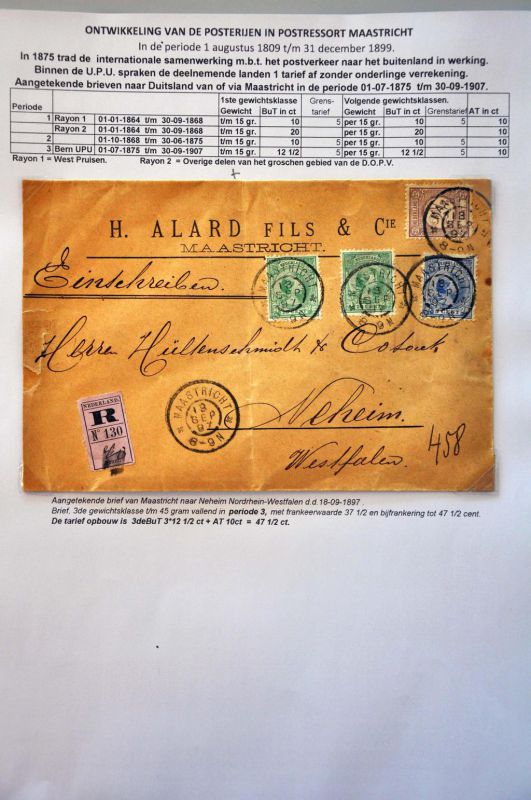 ONTWIKKELING VAN DE POSTERIJEN IN POSTRESSORT MAASTRICHT
In de periode 1 augustus 1809 t/m 31 december 1899.
In 1875 trad de internationale samenwerking m.b.t. het postverkeer naar het buitenland in werking.
Binnen de U.P.U. spraken de deelnemende landen 1 tarief af zonder onderlinge verrekening.
Aangetekende brieven naar Duitsland van of via Maastricht in de periode 01-07-1875 t/m 30-09-1907.
1ste gewichtsklasse Grens- Volgende gewichtsklassen.
Periode Gewicht BuT in ct tarief Gewicht BuT in ct Grenstarief AT in ct
1 Rayon 1 01-01-1864 t/m 30-09-1868 t/m 15 gr. 10 5 per 15 gr. 10 5 10
Rayon 2 01-01-1864 t/m 30-09-1868 t/m 15 gr. 20 per 15 gr. 20 10
2 01-10-1868 t/m 30-06-1875 t/m 15 gr. 10 5 per 15 gr. 10 5 10
3 Bern UPU 01-07-1875 t/m 30-09-1907 t/m 15 gr. 12 1/2 5 per 15 gr. 12 1/2 5 10
Rayon 1 = West Pruisen. Rayon 2 = Overige delen van het groschen gebied van de D.O.P.V.
H. ALARD FILS & CIE
MAASTRICHT.
Einschreiben.
MAASTRICHT
Herren Hüttenschmidt &
NEDERLAND.
R
No 130
MAASTRICHT
SEP
8-9N
Neheim.
Westfalen.
458
Aangetekende brief van Maastricht naar Neheim Nordrhein-Westfalen d.d.18-09-1897 .
Brief, 3de gewichtsklasse t/m 45 gram vallend in periode 3, met frankeerwaarde 37 1/2 en bijfrankering tot 47 1/2 cent.
De tarief opbouw is 3deBuT 3*12 1/2 ct + AT 10ct = 47 1/2 ct.